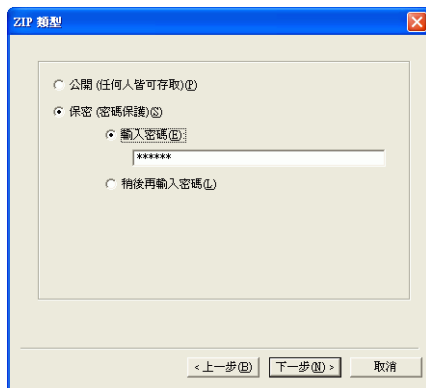 ZIP 類型
公開 (任何人皆可存取)(P)
保密 (密碼保護)(S)
輸入密碼(E)
******
稍後再輸入密碼(L)
<上一步(B) 下一步(N)> 取消